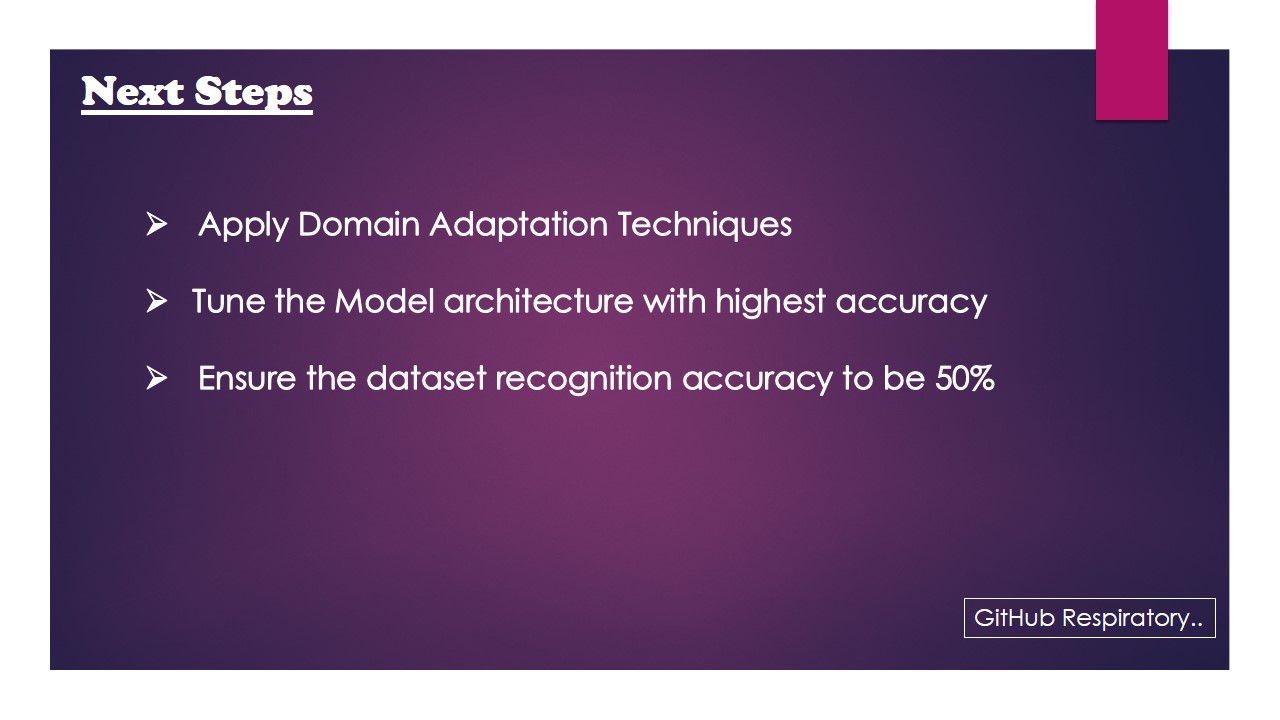 Next Steps
➢ Apply Domain Adaptation Techniques
➢ Tune the Model architecture with highest accuracy
➢ Ensure the dataset recognition accuracy to be 50%
GitHub Respiratory..